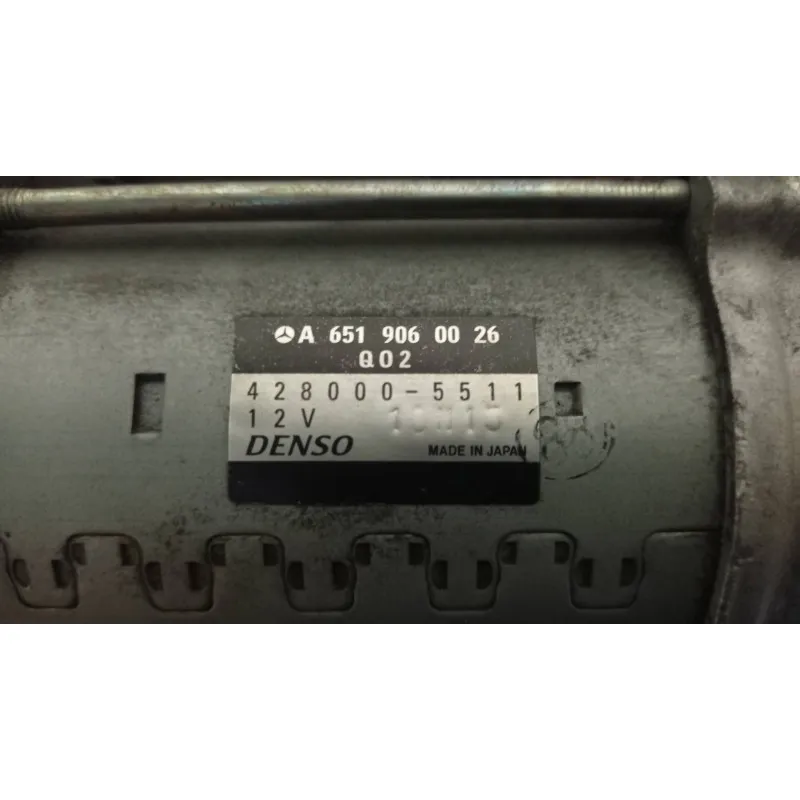 A 651 906 00 26
Q02
428000-5511
12V
DENSO MADE IN JAPAN